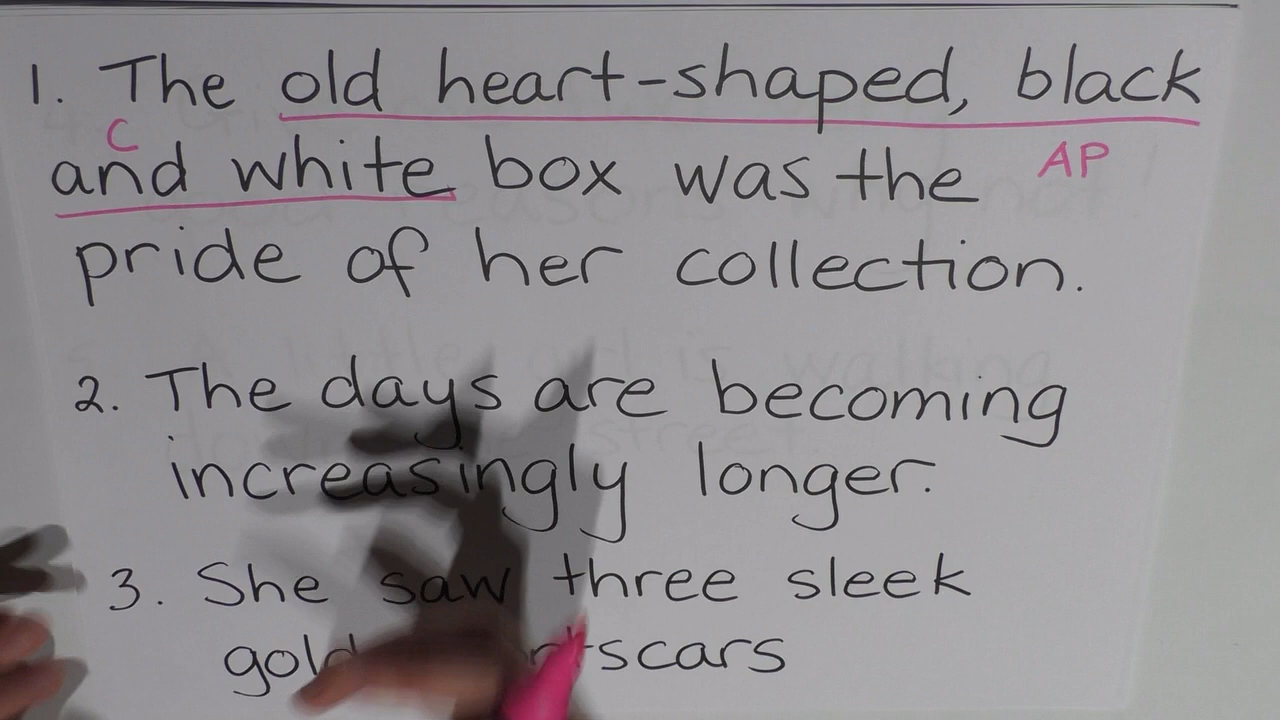 1. The old heart-shaped, black
C
and white box was the AP
pride of her collection.
2. The days are becoming
increasingly longer.
3. She saw three sleek